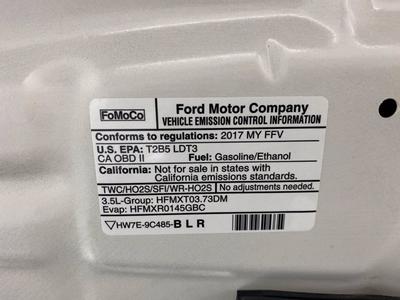 FoMoCo
Ford Motor Company
VEHICLE EMISSION CONTROL INFORMATION
Conforms to regulations: 2017 MY FFV
U.S. EPA: T2B5 LDT3
CA OBD II Fuel: Gasoline/Ethanol
California: Not for sale in states with
California emissions standards.
TWC/HO2S/SFI/WR-HO2S No adjustments needed.
3.5L-Group: HFMXT03.73DM
Evap: HFMXR0145GBC
HW7E-9C485-B L R